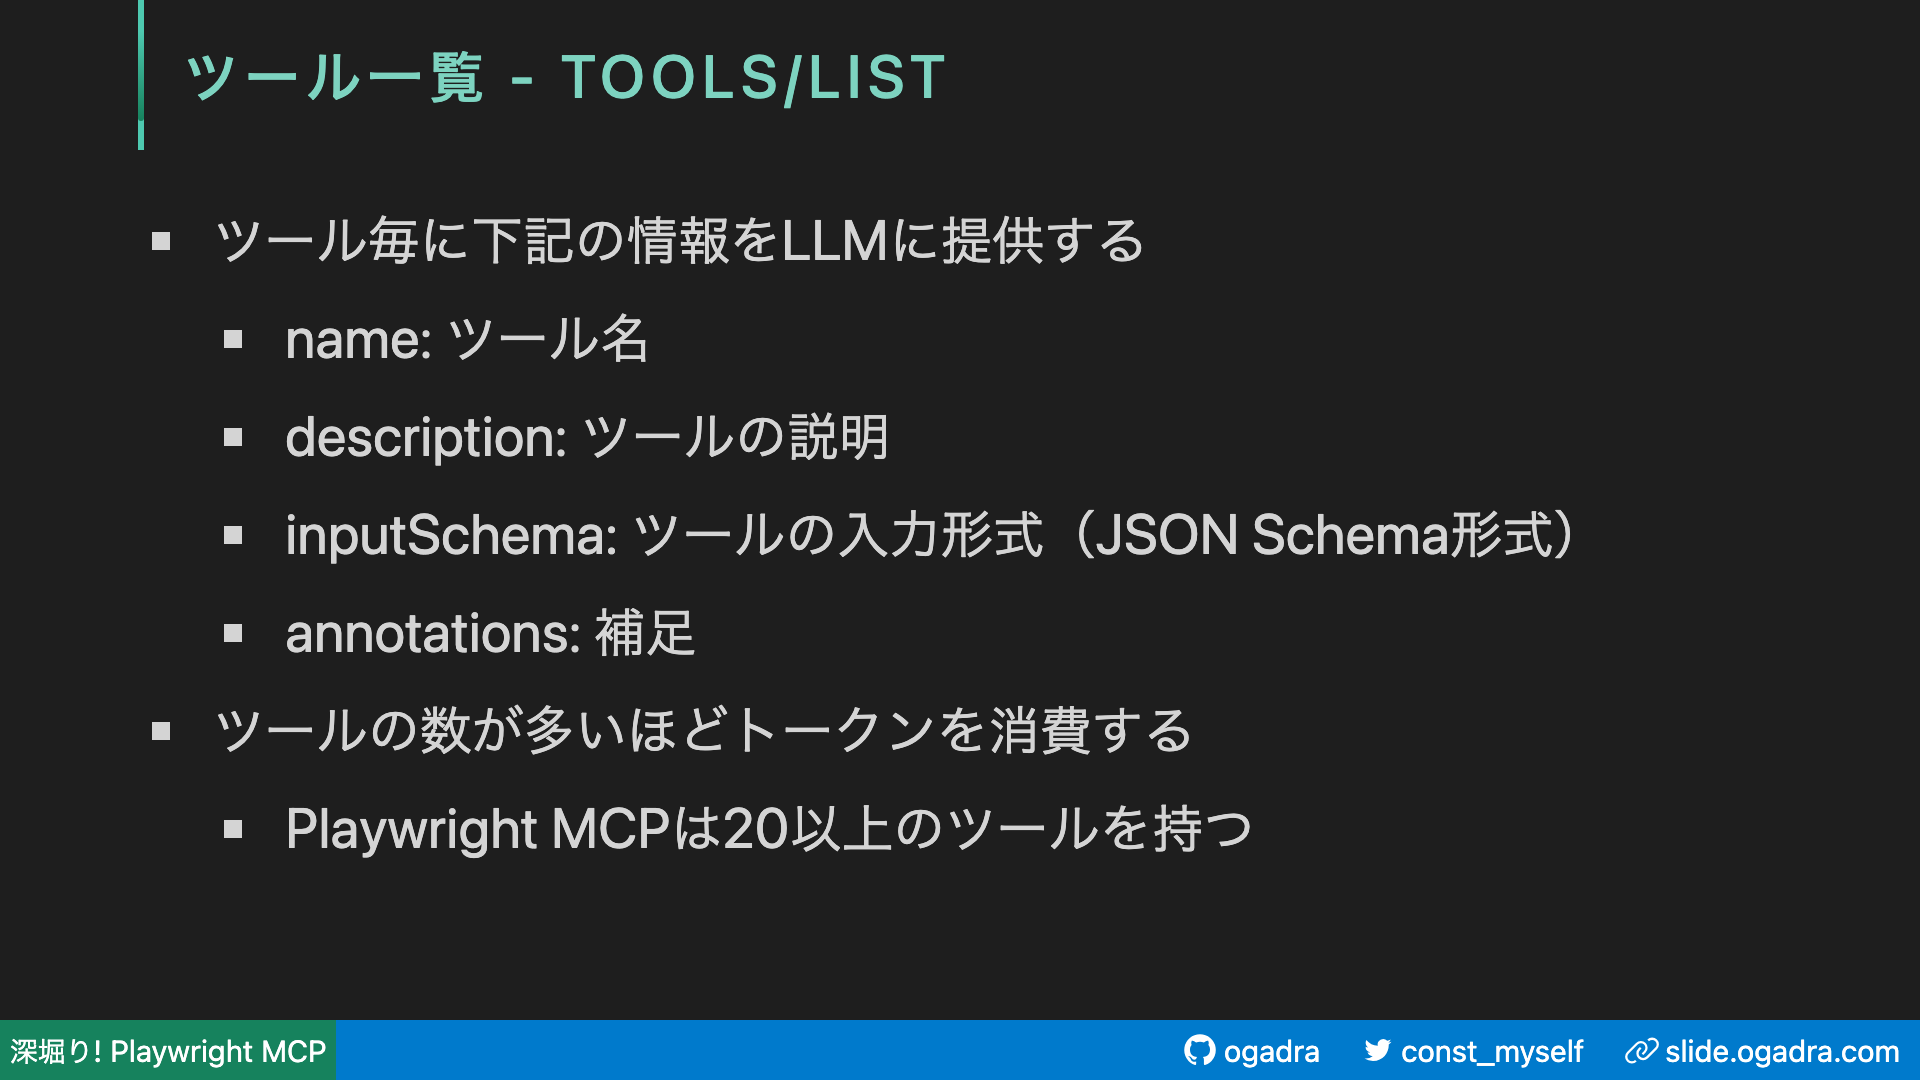 ツール一覧 - TOOLS/LIST
ツール毎に下記の情報をLLMに提供する
name: ツール名
description: ツールの説明
inputSchema: ツールの入力形式（JSON Schema形式）
annotations: 補足
ツールの数が多いほどトークンを消費する
Playwright MCPは20以上のツールを持つ
深堀り! Playwright MCP
ogadra
const_myself
slide.ogadra.com